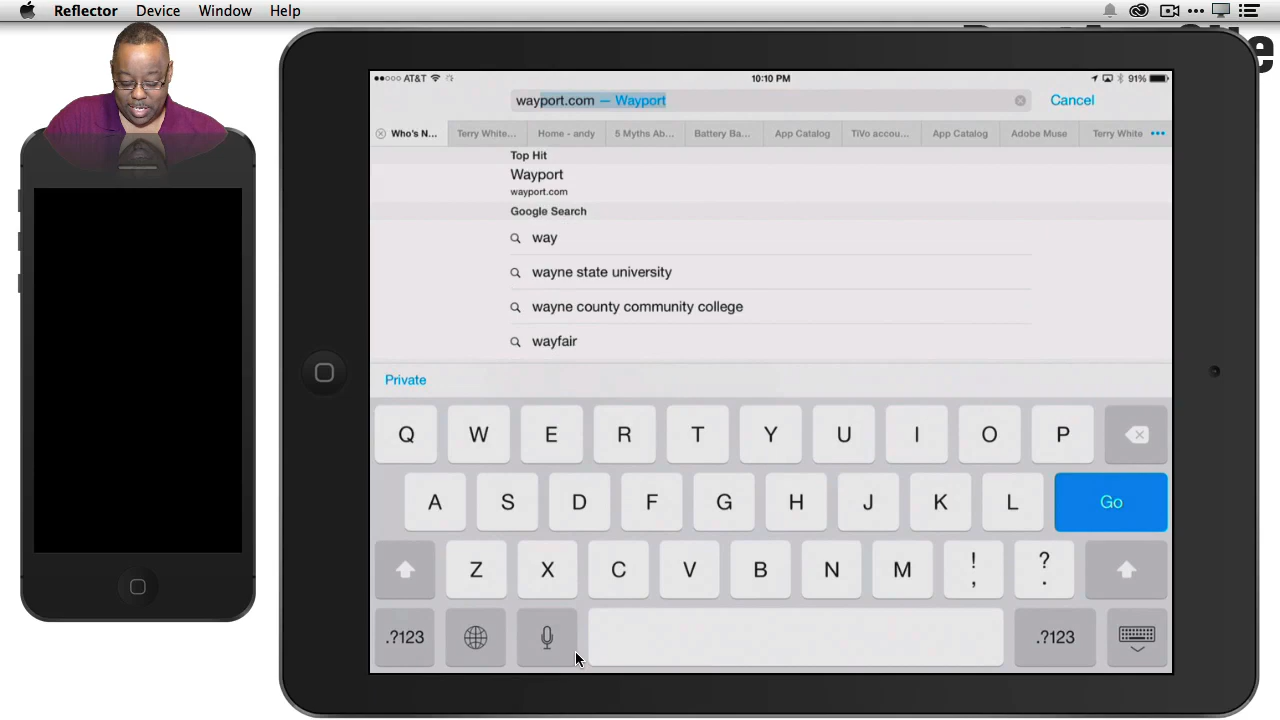 Reflector Device Window Help
AT&T 10:10 PM 91%
wayport.com — Wayport Cancel
Who's N... Terry White... Home - andy 5 Myths Ab... Battery Ba... App Catalog TiVo accou... App Catalog Adobe Muse Terry White •••
Top Hit
Wayport
wayport.com
Google Search
way
wayne state university
wayne county community college
wayfair
Private
Q W E R T Y U I O P
A S D F G H J K L Go
Z X C V B N M ! , ? .
.?123 .?123